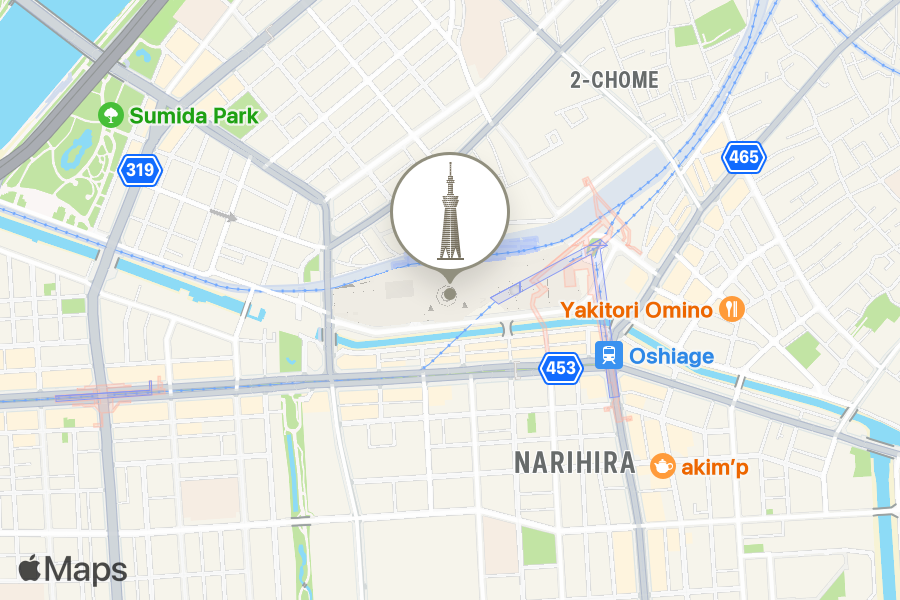 2-CHOME
Sumida Park
319
465
Yakitori Omino
Oshiage
453
NARIHIRA
akim'p
Maps